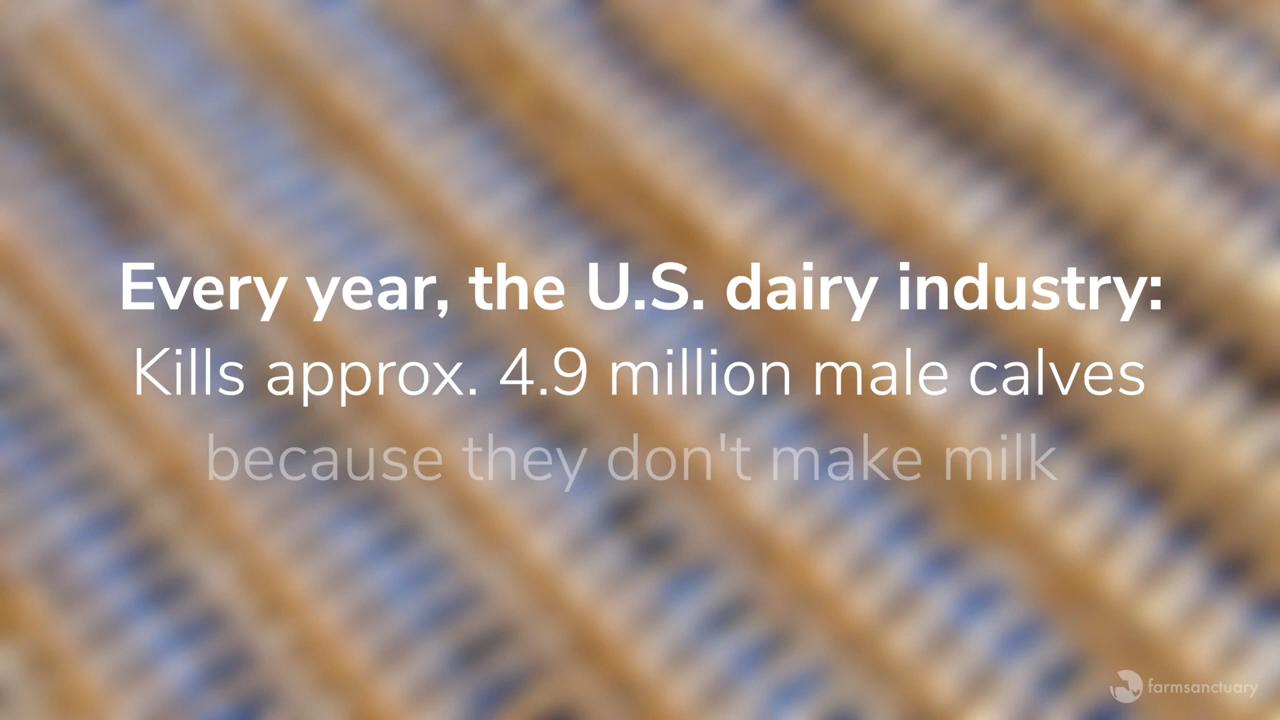 Every year, the U.S. dairy industry:
Kills approx. 4.9 million male calves
because they don't make milk
farmsanctuary